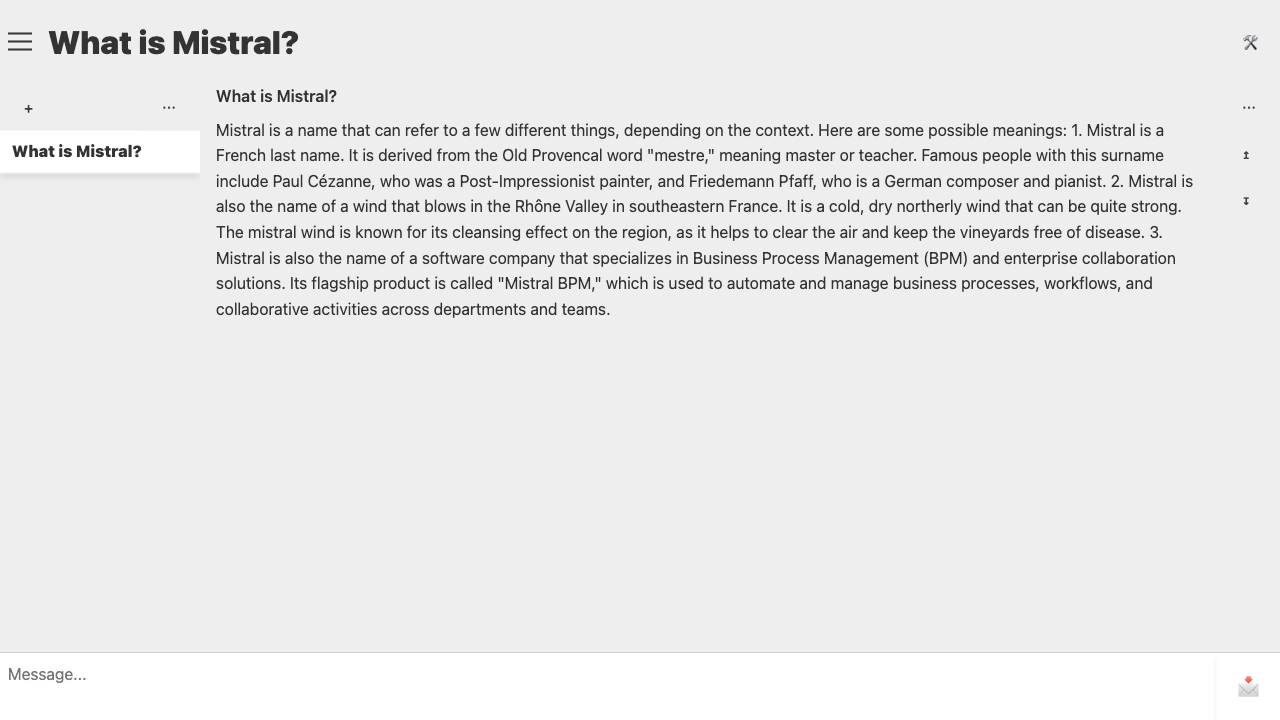 What is Mistral?
+
...
What is Mistral?
What is Mistral?
...
Mistral is a name that can refer to a few different things, depending on the context. Here are some possible meanings: 1. Mistral is a
French last name. It is derived from the Old Provencal word "mestre," meaning master or teacher. Famous people with this surname
include Paul Cézanne, who was a Post-Impressionist painter, and Friedemann Pfaff, who is a German composer and pianist. 2. Mistral is
also the name of a wind that blows in the Rhône Valley in southeastern France. It is a cold, dry northerly wind that can be quite strong.
The mistral wind is known for its cleansing effect on the region, as it helps to clear the air and keep the vineyards free of disease. 3.
Mistral is also the name of a software company that specializes in Business Process Management (BPM) and enterprise collaboration
solutions. Its flagship product is called "Mistral BPM," which is used to automate and manage business processes, workflows, and
collaborative activities across departments and teams.
Message...